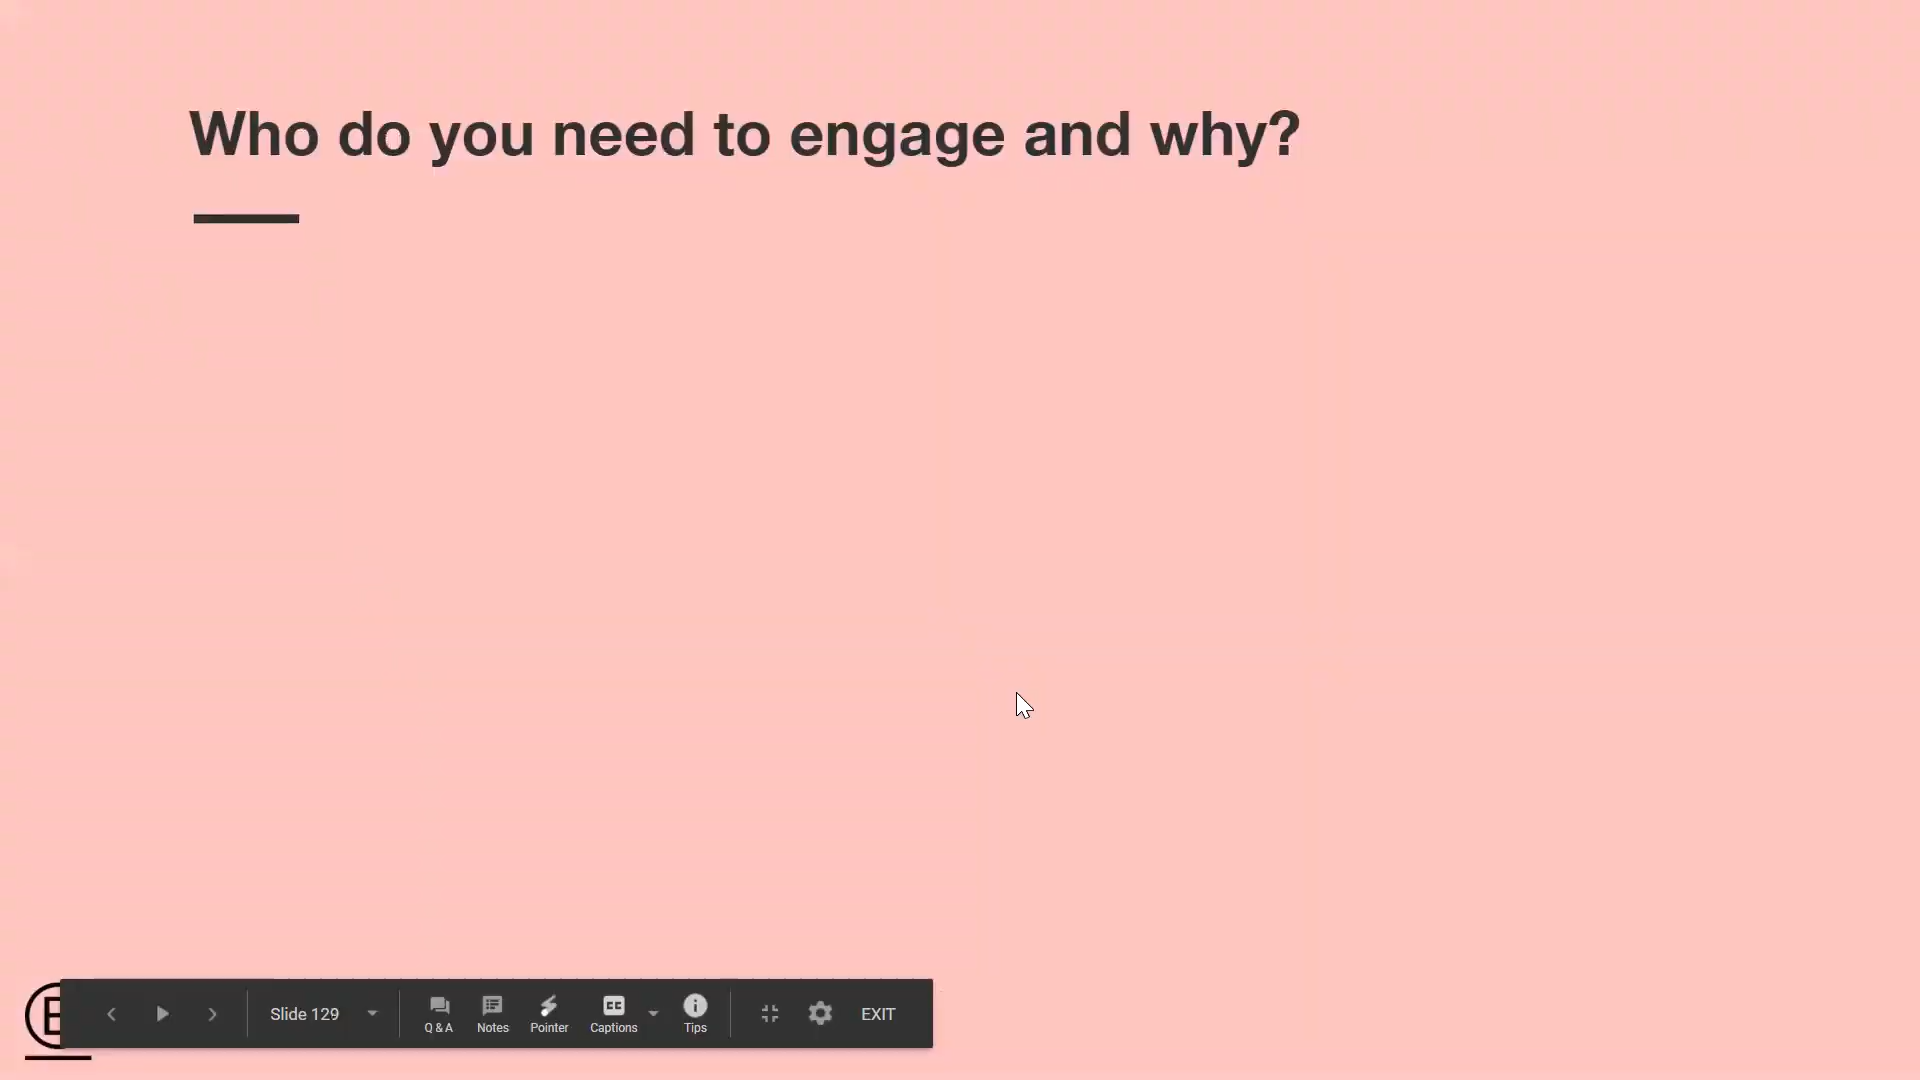 Who do you need to engage and why?
E
Slide 129
Q & A Notes Pointer Captions Tips EXIT